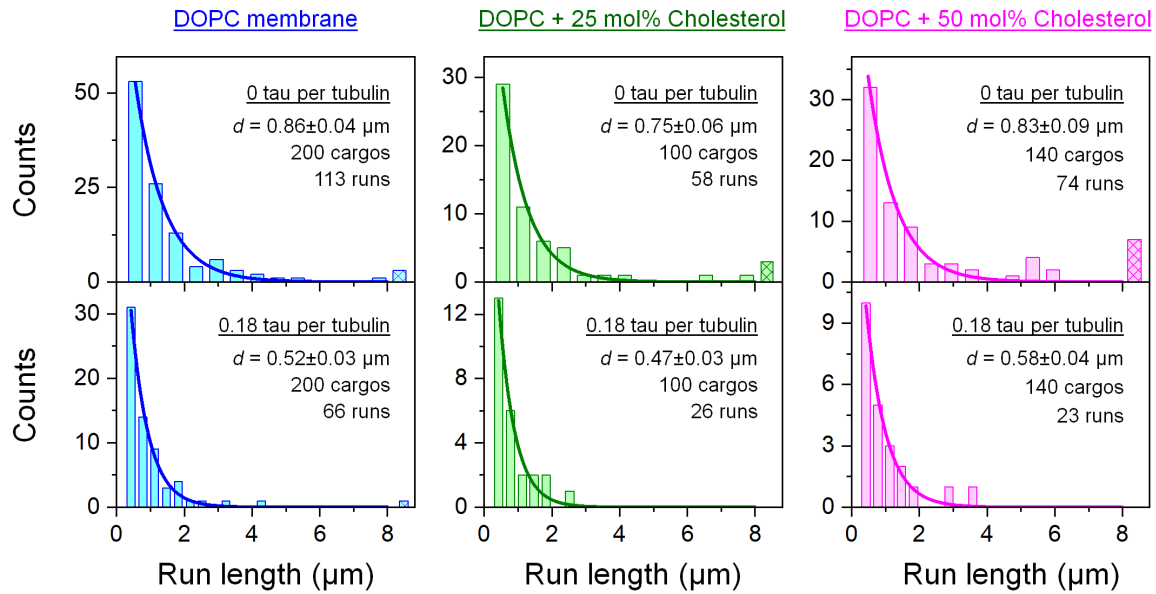 DOPC membrane
DOPC + 25 mol% Cholesterol
DOPC + 50 mol% Cholesterol
Counts
50
25
0
0 tau per tubulin
d = 0.86±0.04 µm
200 cargos
113 runs
30
20
10
0
0 tau per tubulin
d = 0.75±0.06 µm
100 cargos
58 runs
30
20
10
0
0 tau per tubulin
d = 0.83±0.09 µm
140 cargos
74 runs
Counts
30
20
10
0
0.18 tau per tubulin
d = 0.52±0.03 µm
200 cargos
66 runs
0 2 4 6 8
Run length (µm)
12
8
4
0
0.18 tau per tubulin
d = 0.47±0.03 µm
100 cargos
26 runs
0 2 4 6 8
Run length (µm)
9
6
3
0
0.18 tau per tubulin
d = 0.58±0.04 µm
140 cargos
23 runs
0 2 4 6 8
Run length (µm)